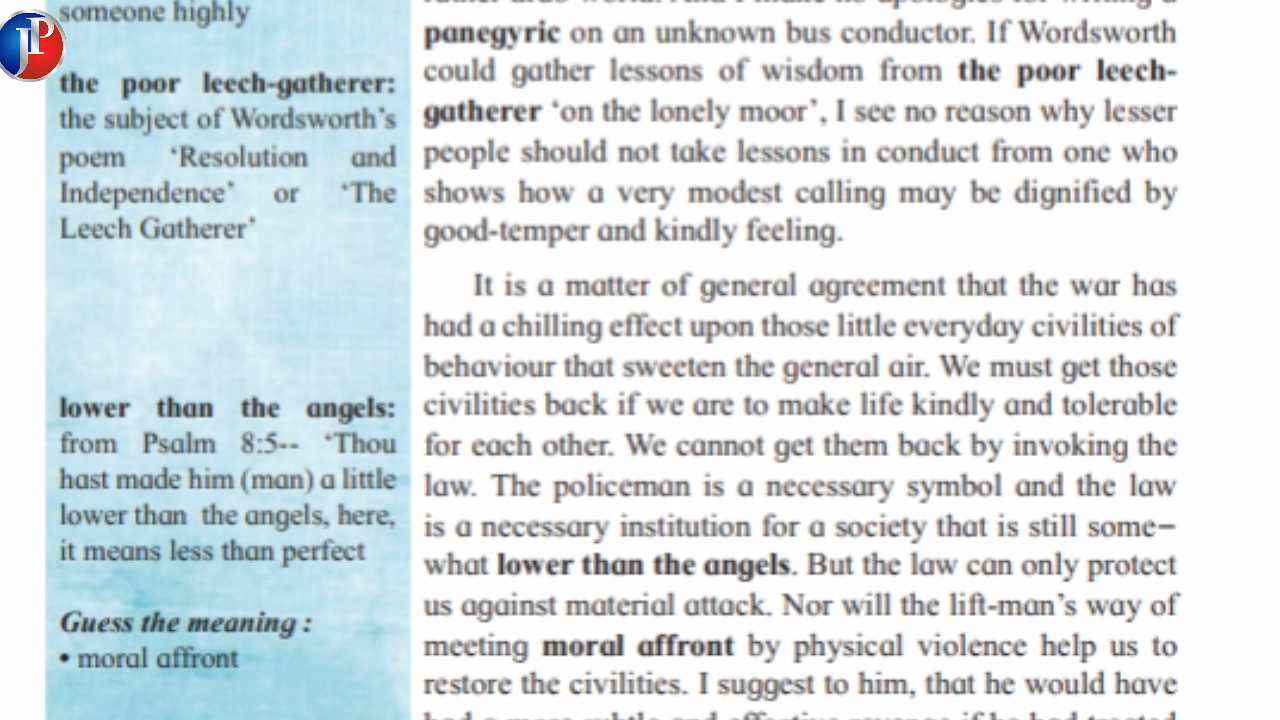 JP
someone highly
the poor leech-gatherer:
the subject of Wordsworth's
poem 'Resolution and
Independence' or 'The
Leech Gatherer'
lower than the angels:
from Psalm 8:5-- 'Thou
hast made him (man) a little
lower than the angels, here,
it means less than perfect
Guess the meaning :
• moral affront
panegyric on an unknown bus conductor. If Wordsworth
could gather lessons of wisdom from the poor leech-
gatherer 'on the lonely moor', I see no reason why lesser
people should not take lessons in conduct from one who
shows how a very modest calling may be dignified by
good-temper and kindly feeling.
It is a matter of general agreement that the war has
had a chilling effect upon those little everyday civilities of
behaviour that sweeten the general air. We must get those
civilities back if we are to make life kindly and tolerable
for each other. We cannot get them back by invoking the
law. The policeman is a necessary symbol and the law
is a necessary institution for a society that is still some–
what lower than the angels. But the law can only protect
us against material attack. Nor will the lift-man's way of
meeting moral affront by physical violence help us to
restore the civilities. I suggest to him, that he would have